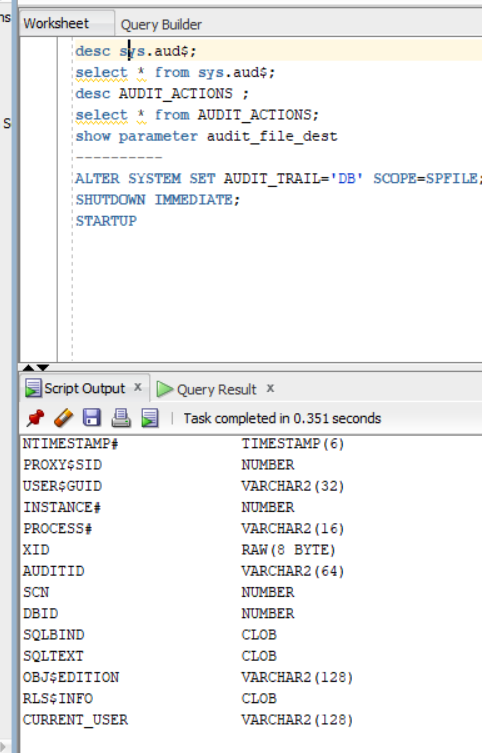 ns
Worksheet Query Builder
desc sys.aud$;
select * from sys.aud$;
desc AUDIT_ACTIONS ;
S
select * from AUDIT_ACTIONS;
show parameter audit_file_dest
----------
ALTER SYSTEM SET AUDIT_TRAIL='DB' SCOPE=SPFILE;
SHUTDOWN IMMEDIATE;
STARTUP
Script Output x Query Result x
Task completed in 0.351 seconds
NTIMESTAMP# TIMESTAMP(6)
PROXY$SID NUMBER
USER$GUID VARCHAR2(32)
INSTANCE# NUMBER
PROCESS# VARCHAR2(16)
XID RAW(8 BYTE)
AUDITID VARCHAR2(64)
SCN NUMBER
DBID NUMBER
SQLBIND CLOB
SQLTEXT CLOB
OBJ$EDITION VARCHAR2(128)
RLS$INFO CLOB
CURRENT_USER VARCHAR2(128)